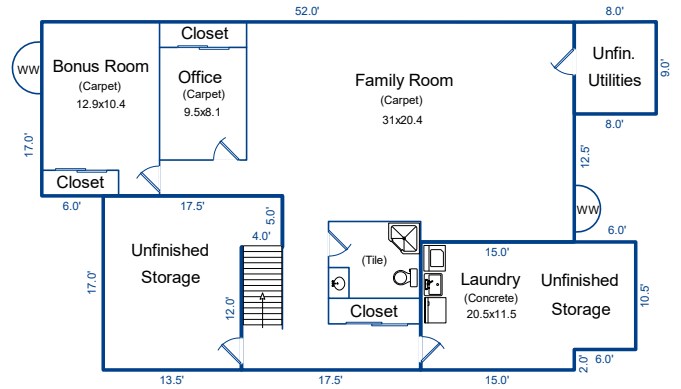 52.0'
8.0'
Closet
WW
Bonus Room
(Carpet)
12.9x10.4
Office
(Carpet)
9.5x8.1
Family Room
(Carpet)
31x20.4
Unfin.
Utilities
9.0'
8.0'
17.0'
12.5'
Closet
6.0'
17.5'
5.0'
4.0'
WW
6.0'
Unfinished
Storage
17.0'
12.0'
(Tile)
Closet
15.0'
Laundry
(Concrete)
20.5x11.5
Unfinished
Storage
10.5'
2.0'
6.0'
13.5'
17.5'
15.0'